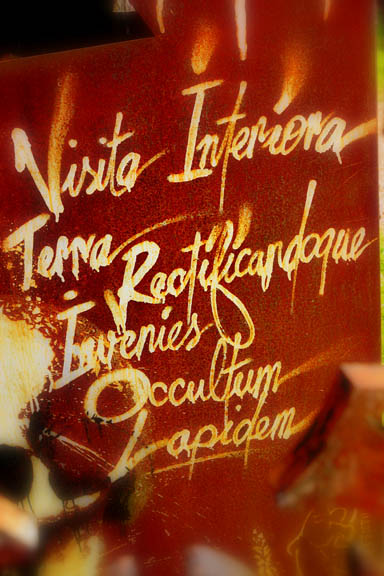 Visita Interiora
Terra Rectificandoque
Invenies
Occultum
Lapidem